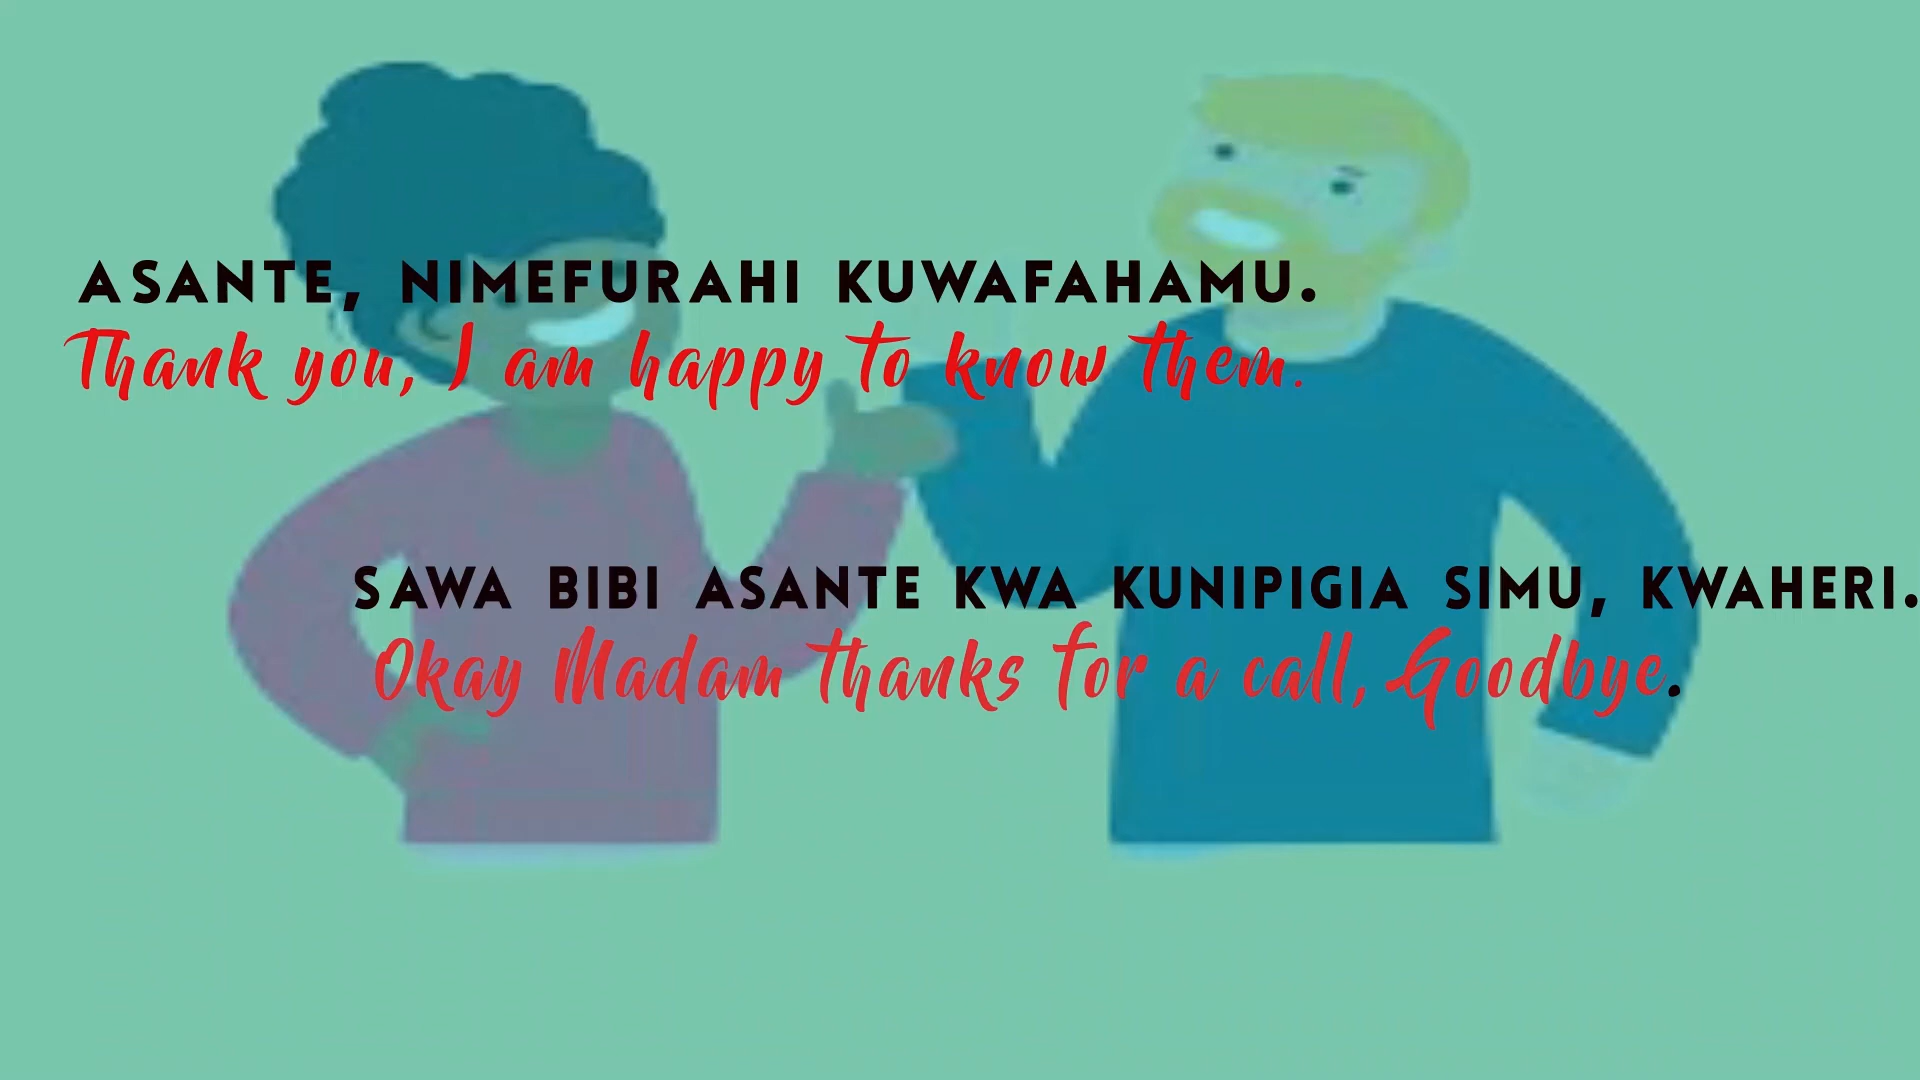 ASANTE, NIMEFURAHI KUWAFAHAMU.
Thank you, I am happy to know them.
SAWA BIBI ASANTE KWA KUNIPIGIA SIMU, KWAHERI.
Okay Madam thanks for a call, Goodbye.